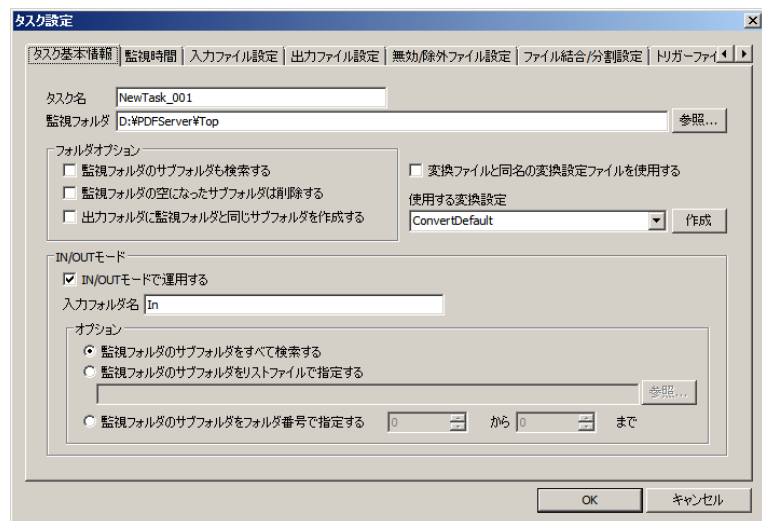 タスク設定
タスク基本情報 監視時間 入力ファイル設定 出力ファイル設定 無効/除外ファイル設定 ファイル結合/分割設定 トリガーファイ
タスク名 NewTask_001
監視フォルダ D:¥PDFServer¥Top 参照...
フォルダオプション
監視フォルダのサブフォルダも検索する
監視フォルダの空になったサブフォルダは削除する
出力フォルダに監視フォルダと同じサブフォルダを作成する
変換ファイルと同名の変換設定ファイルを使用する
使用する変換設定
ConvertDefault 作成
IN/OUTモード
IN/OUTモードで運用する
入力フォルダ名 In
オプション
監視フォルダのサブフォルダをすべて検索する
監視フォルダのサブフォルダをリストファイルで指定する
参照...
監視フォルダのサブフォルダをフォルダ番号で指定する 0 から 0 まで
OK キャンセル